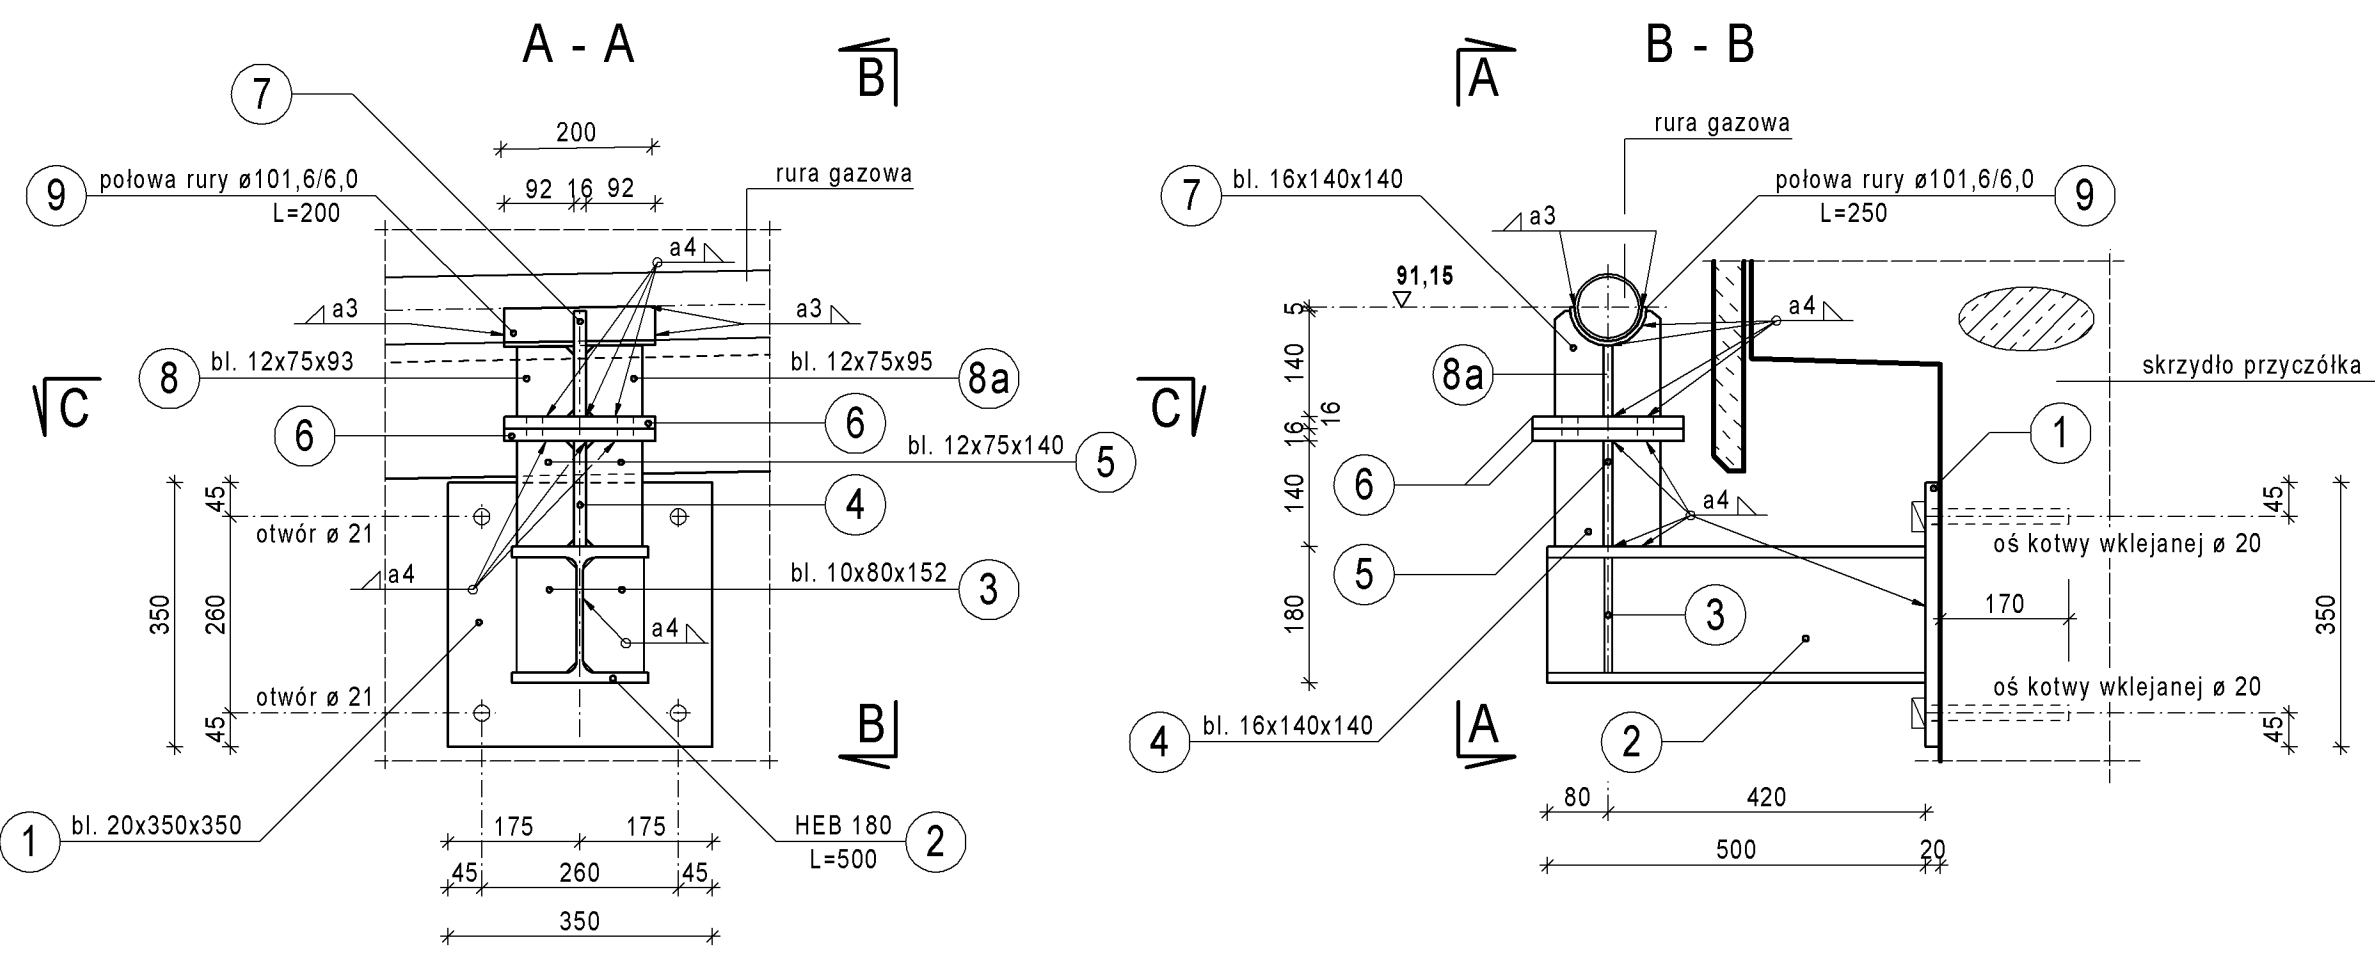 A - A
B
7
200
9
połowa rury ø101,6/6,0
L=200
92 16 92
rura gazowa
a4
a3
a3
8
bl. 12x75x93
bl. 12x75x95
8a
C
6
6
bl. 12x75x140
5
45
otwór ø 21
4
a4
bl. 10x80x152
3
350
260
a4
otwór ø 21
45
B
1
bl. 20x350x350
175
175
HEB 180
L=500
2
45
260
45
350
A
B - B
rura gazowa
7
bl. 16x140x140
połowa rury ø101,6/6,0
L=250
9
a3
91,15
5
a4
140
8a
skrzydło przyczółka
C
16
16
1
6
140
a4
45
oś kotwy wklejanej ø 20
5
3
180
170
350
oś kotwy wklejanej ø 20
4
bl. 16x140x140
A
2
45
80
420
500
20